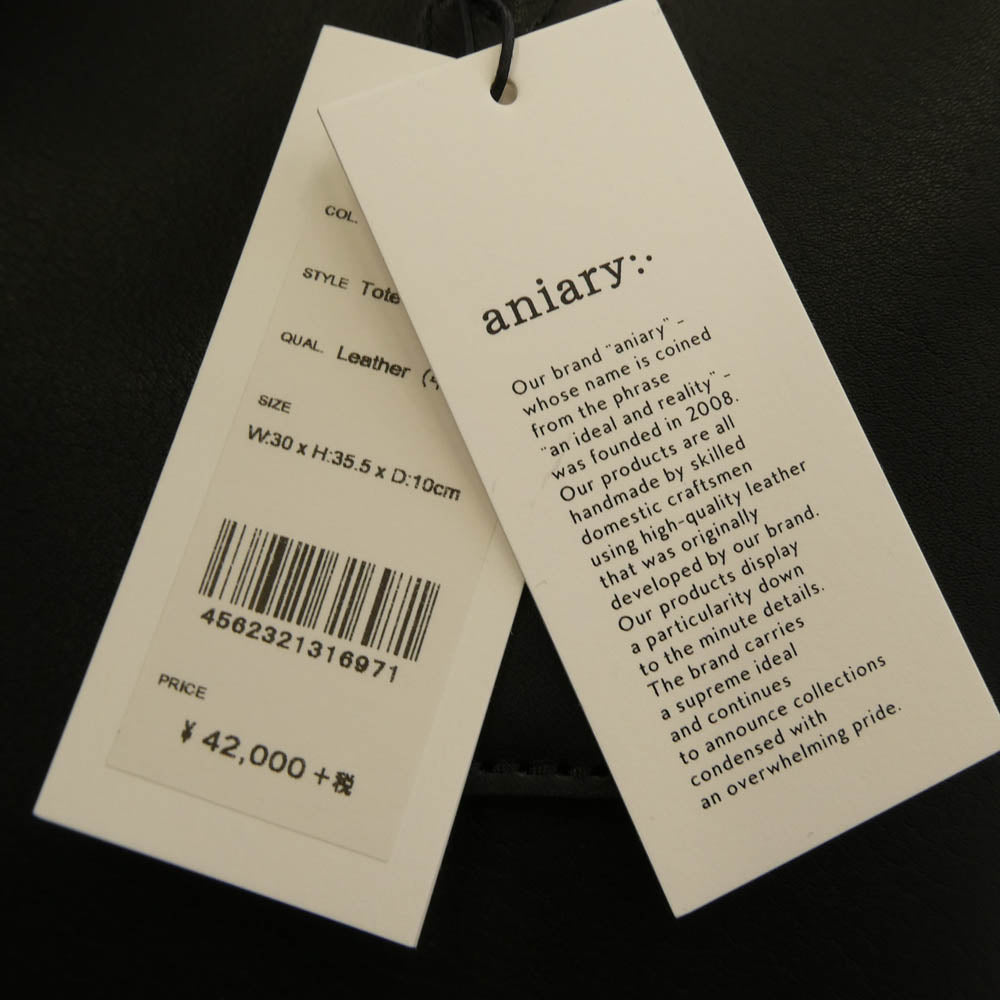 COL.
STYLE Tote
QUAL. Leather (4
SIZE
W:30 x H:35.5 x D:10cm
4562321316971
PRICE
¥ 42,000 +税
aniary:.
Our brand "aniary" –
whose name is coined
from the phrase
"an ideal and reality" –
was founded in 2008.
Our products are all
handmade by skilled
domestic craftsmen
using high-quality leather
that was originally
developed by our brand.
Our products display
a particularity down
to the minute details.
The brand carries
a supreme ideal
and continues
to announce collections
condensed with
an overwhelming pride.